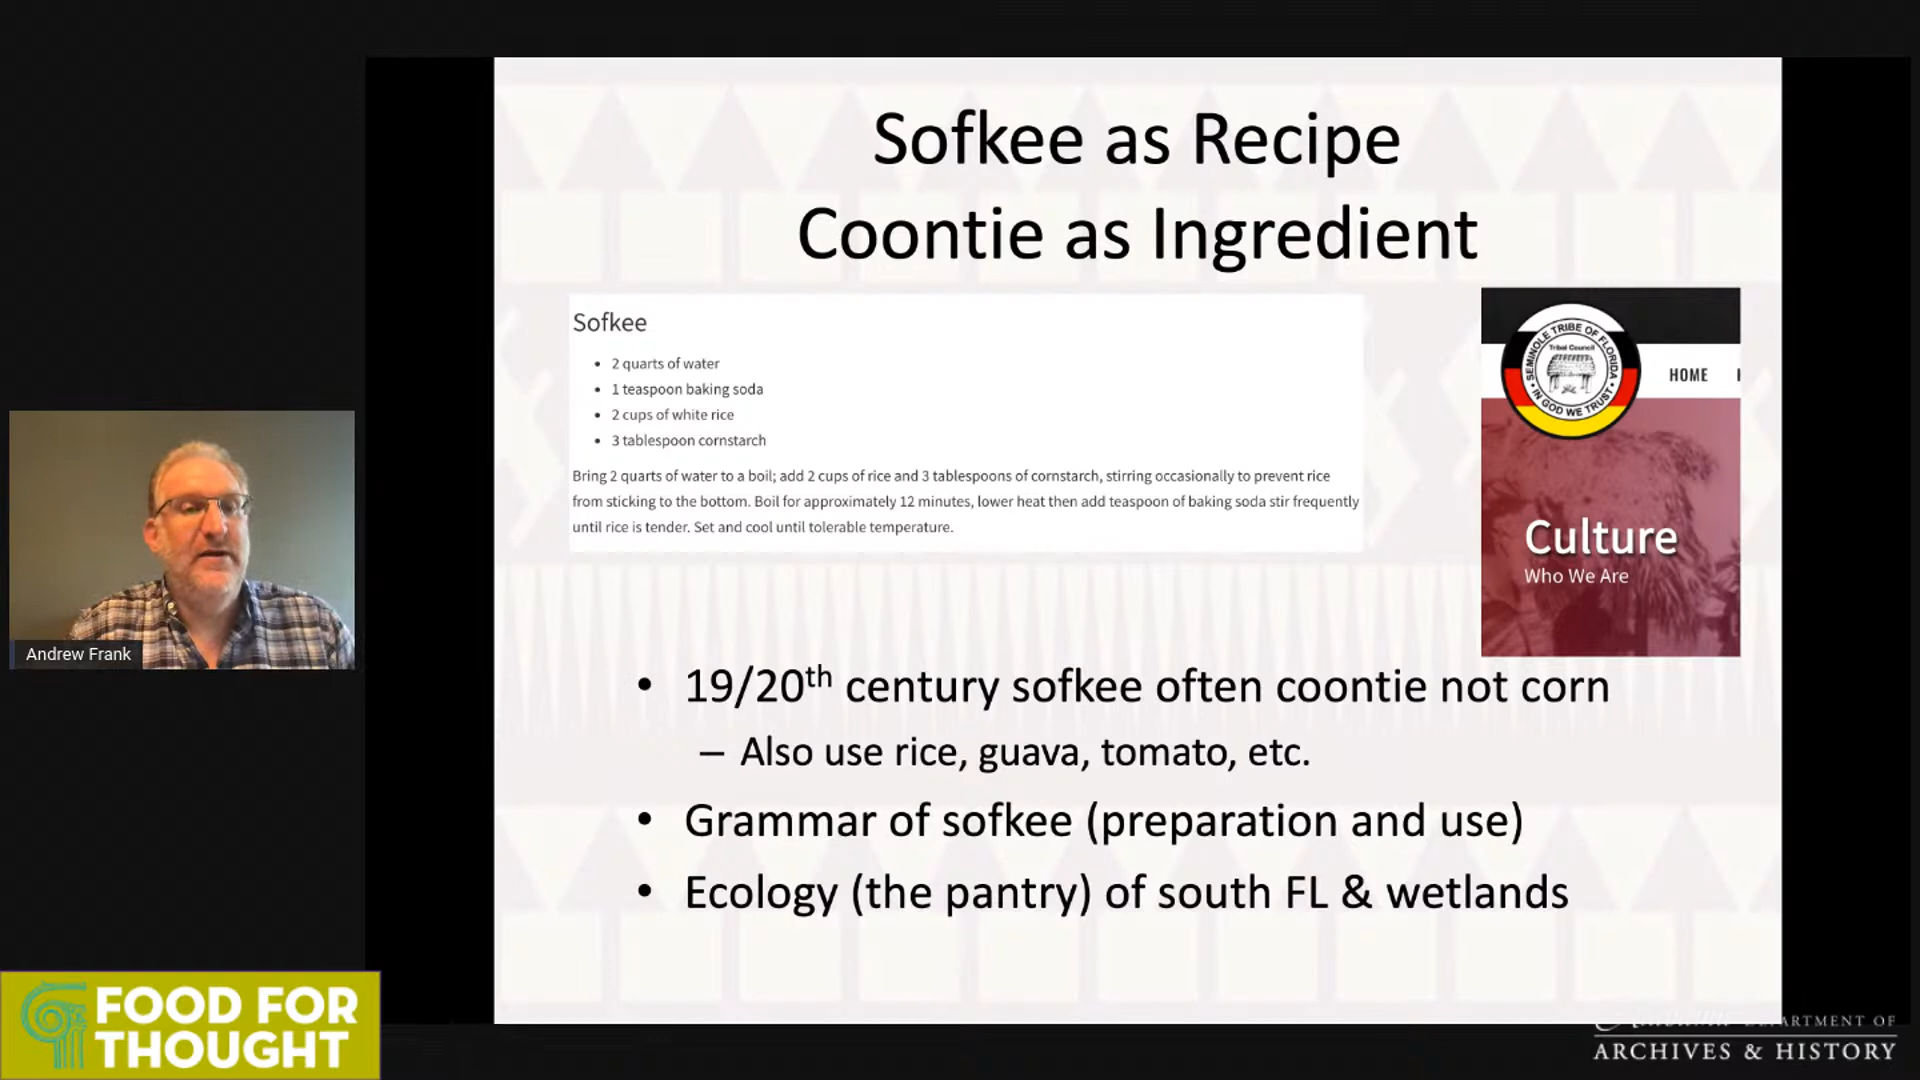 Sofkee as Recipe
Coontie as Ingredient
Sofkee
• 2 quarts of water
• 1 teaspoon baking soda
• 2 cups of white rice
• 3 tablespoon cornstarch
Bring 2 quarts of water to a boil; add 2 cups of rice and 3 tablespoons of cornstarch, stirring occasionally to prevent rice
from sticking to the bottom. Boil for approximately 12 minutes, lower heat then add teaspoon of baking soda stir frequently
until rice is tender. Set and cool until tolerable temperature.
SEMINOLE TRIBE OF FLORIDA
Tribal Council
IN GOD WE TRUST
HOME
Culture
Who We Are
• 19/20th century sofkee often coontie not corn
– Also use rice, guava, tomato, etc.
• Grammar of sofkee (preparation and use)
• Ecology (the pantry) of south FL & wetlands
Andrew Frank
FOOD FOR
THOUGHT
DEPARTMENT OF
ARCHIVES & HISTORY